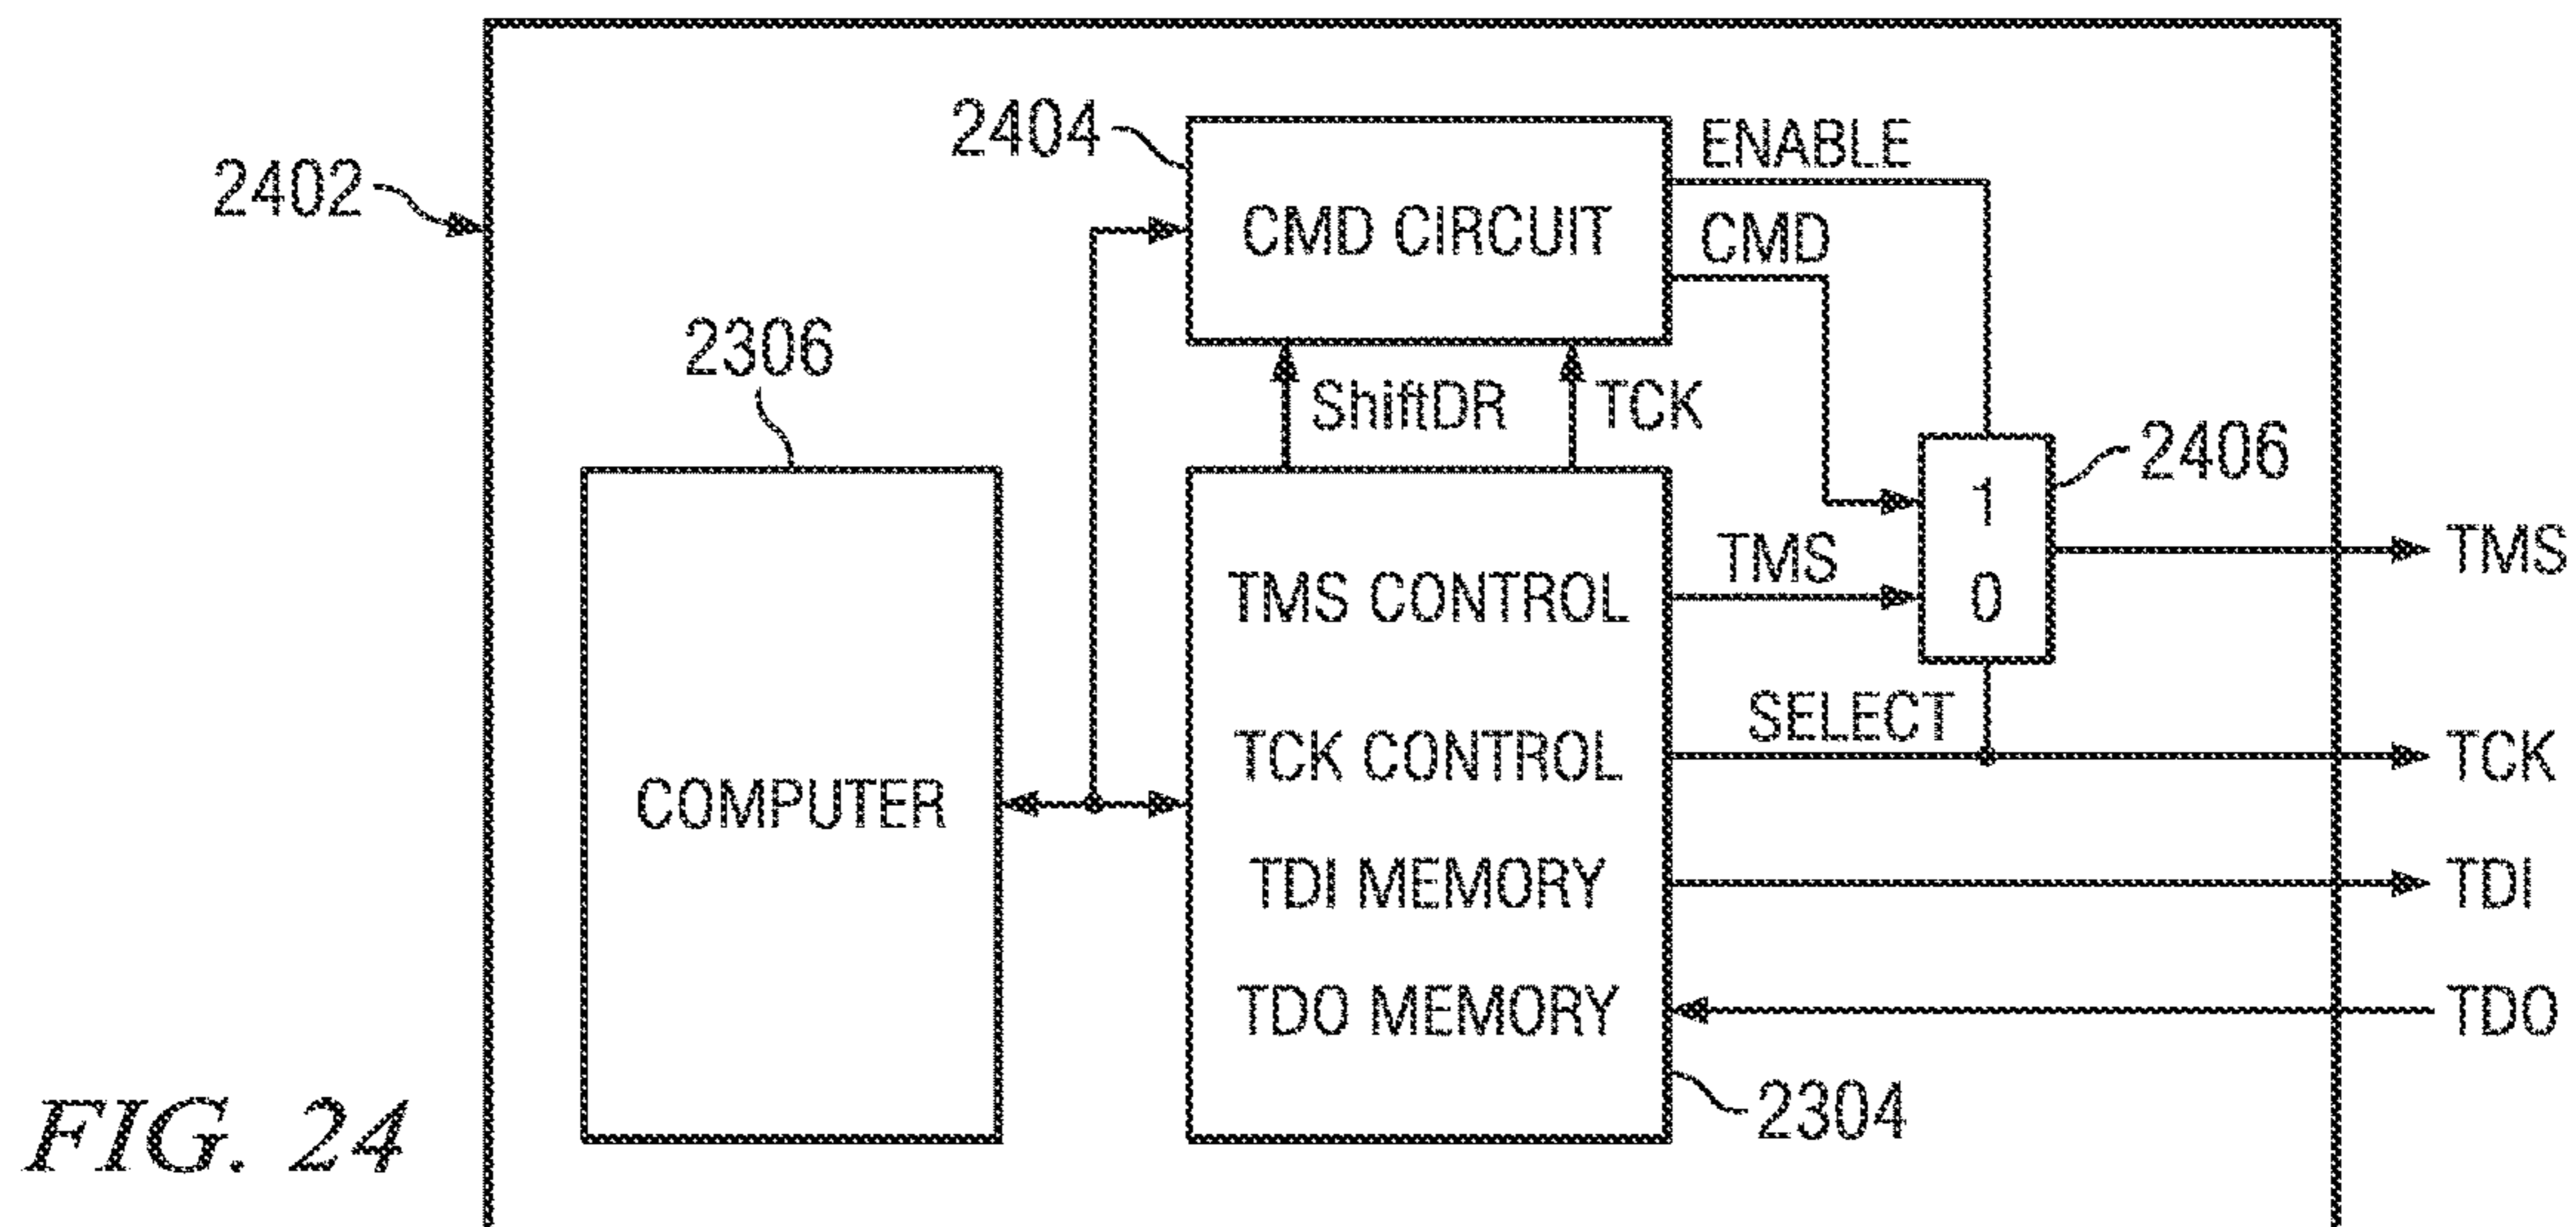 2404
ENABLE
2402
CMD CIRCUIT
CMD
2306
ShiftDR
TCK
2406
1
TMS
TMS
TMS CONTROL
0
SELECT
TCK CONTROL
TCK
COMPUTER
TDI MEMORY
TDI
TDO MEMORY
TDO
2304
FIG. 24